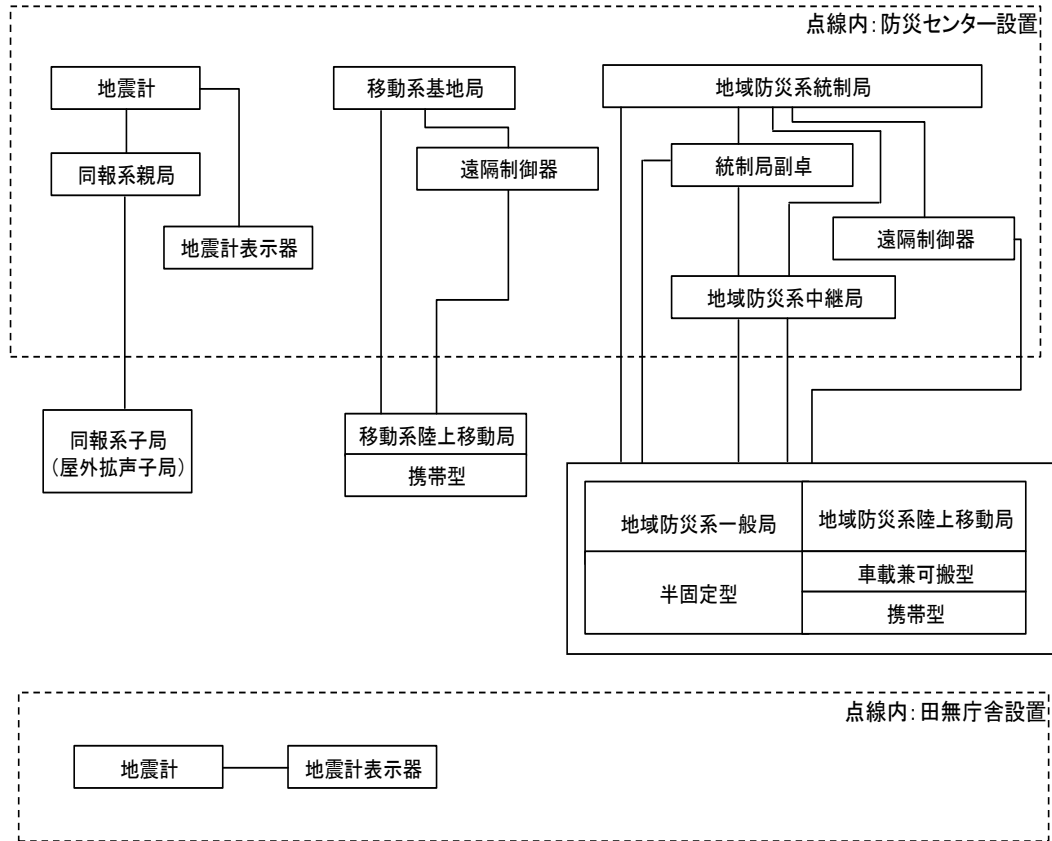 点線内：防災センター設置
地震計
移動系基地局
地域防災系統制局
同報系親局
遠隔制御器
統制局副卓
地震計表示器
遠隔制御器
地域防災系中継局
同報系子局
（屋外拡声子局）
移動系陸上移動局
携帯型
地域防災系一般局
地域防災系陸上移動局
半固定型
車載兼可搬型
携帯型
点線内：田無庁舎設置
地震計
地震計表示器